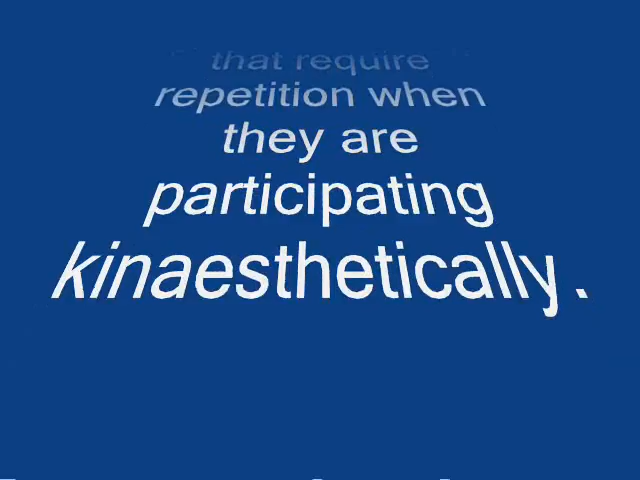 that require
repetition when
they are
participating
kinaesthetically.